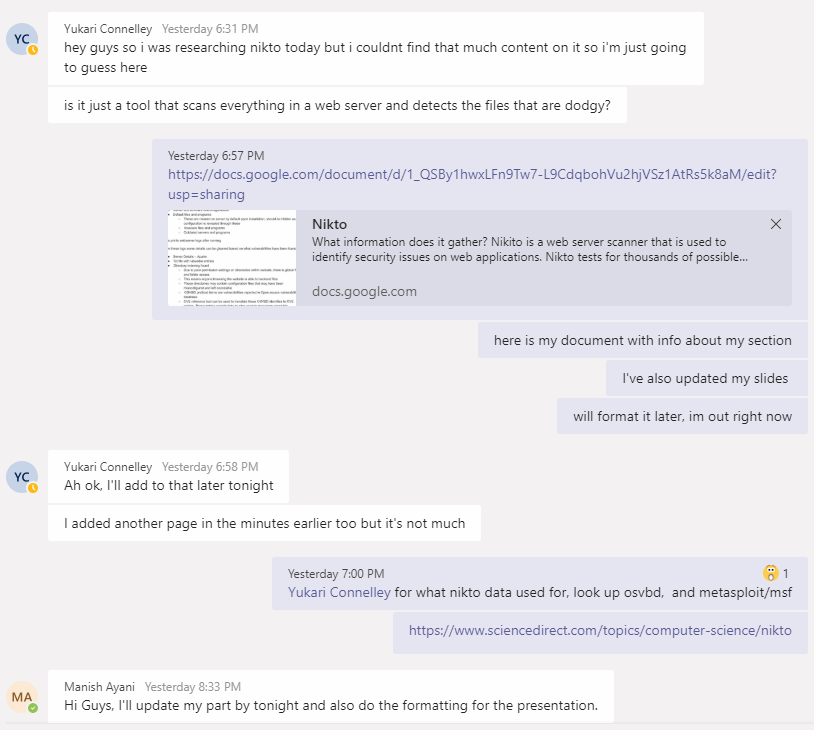 YC
Yukari Connelley Yesterday 6:31 PM
hey guys so i was researching nikto today but i couldnt find that much content on it so i'm just going
to guess here
is it just a tool that scans everything in a web server and detects the files that are dodgy?
Yesterday 6:57 PM
https://docs.google.com/document/d/1_QSBy1hwxLFn9Tw7-L9CdqbohVu2hjVSz1AtRs5k8aM/edit?
usp=sharing
Nikto
What information does it gather? Nikito is a web server scanner that is used to
identify security issues on web applications. Nikto tests for thousands of possible...
docs.google.com
here is my document with info about my section
I've also updated my slides
will format it later, im out right now
YC
Yukari Connelley Yesterday 6:58 PM
Ah ok, I'll add to that later tonight
I added another page in the minutes earlier too but it's not much
Yesterday 7:00 PM 1
Yukari Connelley for what nikto data used for, look up osvbd, and metasploit/msf
https://www.sciencedirect.com/topics/computer-science/nikto
MA
Manish Ayani Yesterday 8:33 PM
Hi Guys, I'll update my part by tonight and also do the formatting for the presentation.